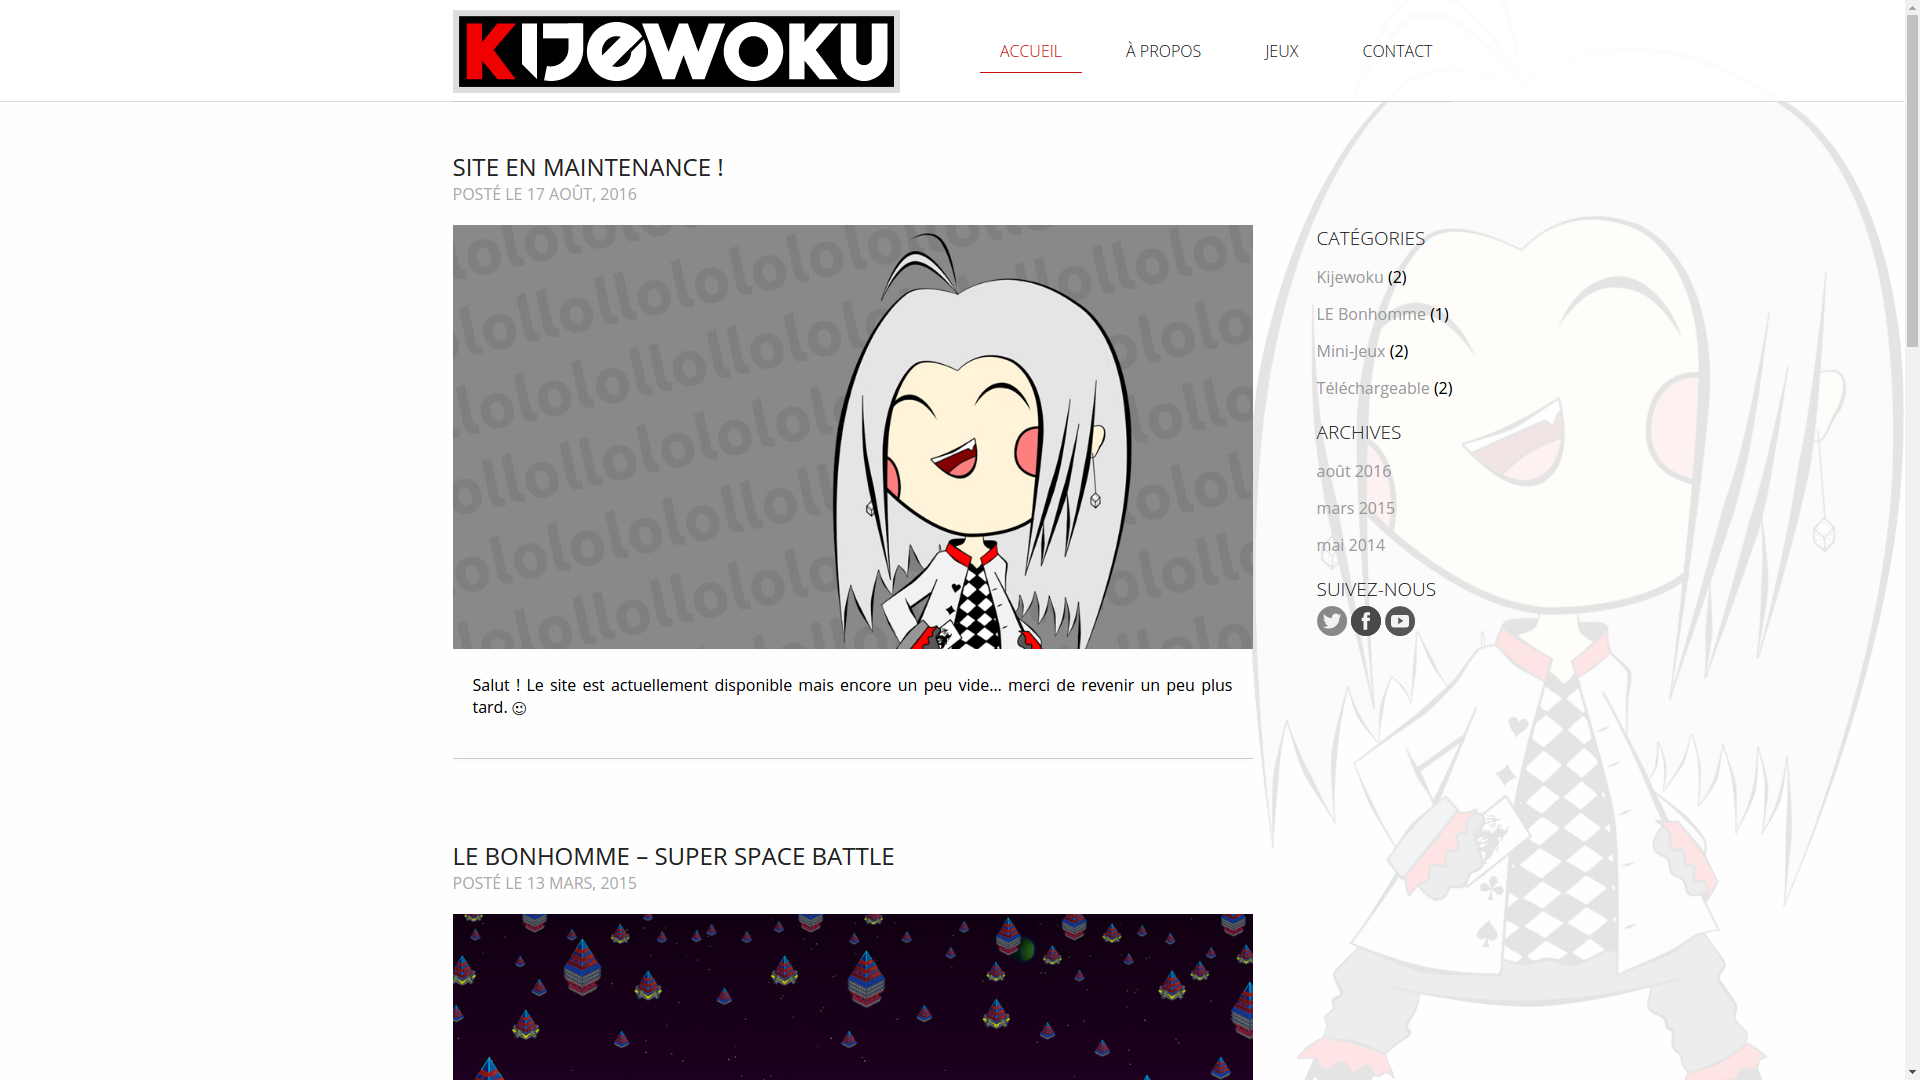 KIJEWOKU
ACCUEIL
À PROPOS
JEUX
CONTACT
SITE EN MAINTENANCE !
POSTÉ LE 17 AOÛT, 2016
Salut ! Le site est actuellement disponible mais encore un peu vide… merci de revenir un peu plus
tard. 😉
LE BONHOMME – SUPER SPACE BATTLE
POSTÉ LE 13 MARS, 2015
CATÉGORIES
Kijewoku (2)
LE Bonhomme (1)
Mini-Jeux (2)
Téléchargeable (2)
ARCHIVES
août 2016
mars 2015
mai 2014
SUIVEZ-NOUS